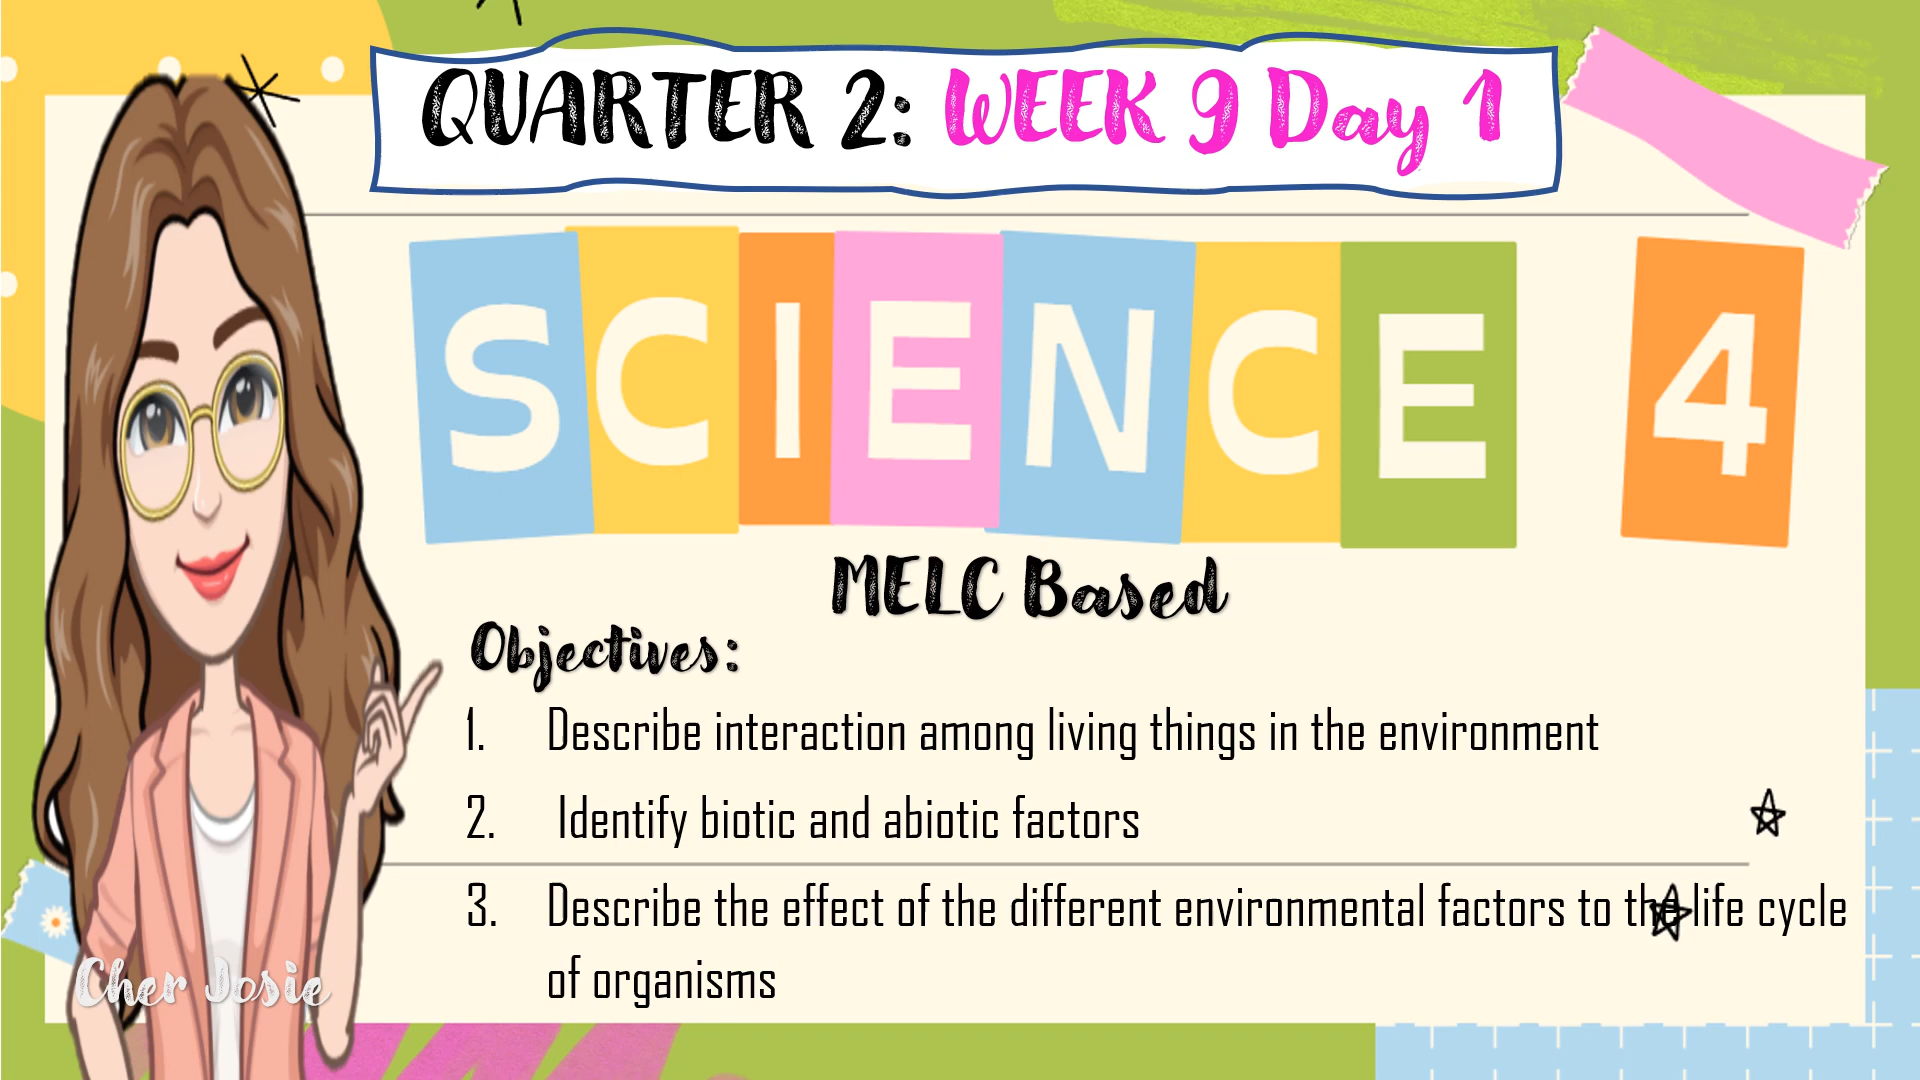 QUARTER 2: WEEK 9 Day 1
SCIENCE 4
MELC Based
Objectives:
1. Describe interaction among living things in the environment
2. Identify biotic and abiotic factors
3. Describe the effect of the different environmental factors to the life cycle
of organisms
Cher Josie